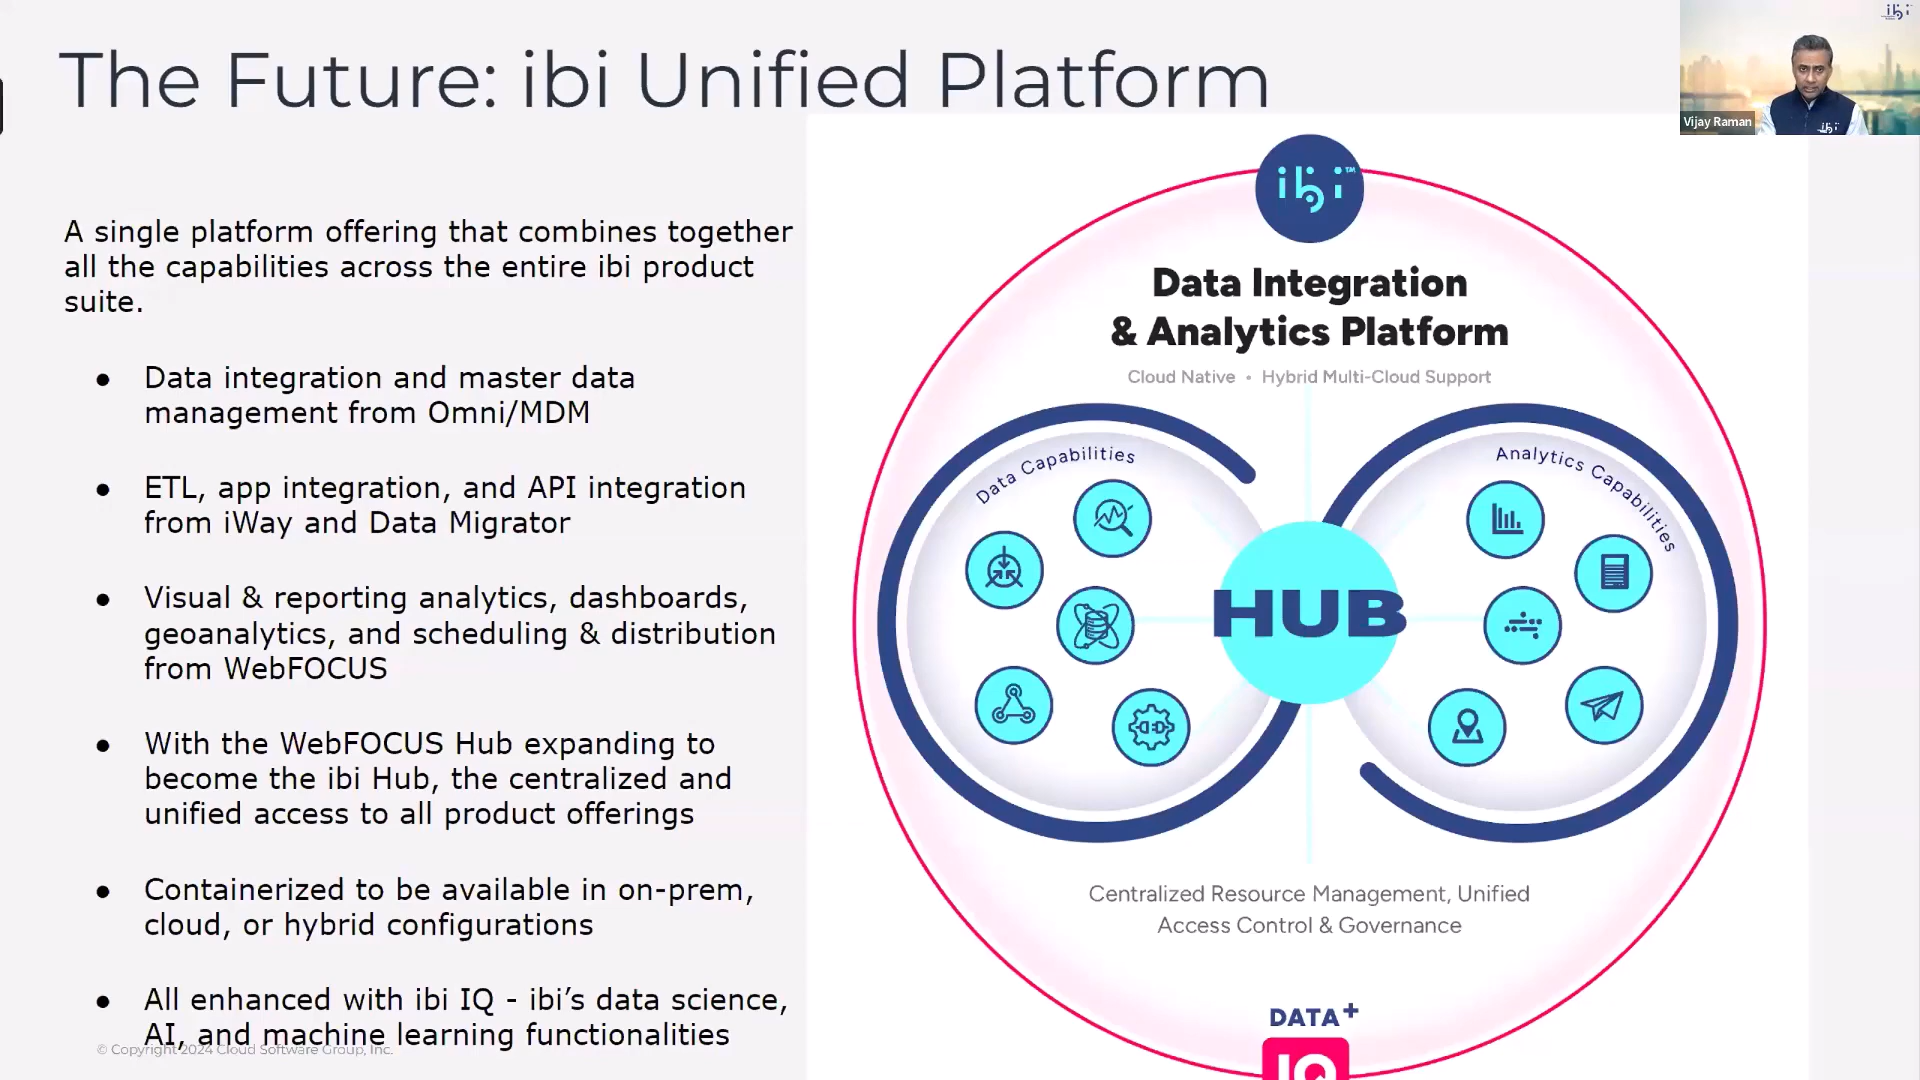 The Future: ibi Unified Platform
ibi
Vijay Raman
ibi
A single platform offering that combines together
all the capabilities across the entire ibi product
suite.
● Data integration and master data
management from Omni/MDM
● ETL, app integration, and API integration
from iWay and Data Migrator
● Visual & reporting analytics, dashboards,
geoanalytics, and scheduling & distribution
from WebFOCUS
● With the WebFOCUS Hub expanding to
become the ibi Hub, the centralized and
unified access to all product offerings
● Containerized to be available in on-prem,
cloud, or hybrid configurations
● All enhanced with ibi IQ - ibi’s data science,
AI, and machine learning functionalities
© Copyright 2024 Cloud Software Group, Inc.
ibi™
Data Integration
& Analytics Platform
Cloud Native • Hybrid Multi-Cloud Support
Data Capabilities
Analytics Capabilities
HUB
Centralized Resource Management, Unified
Access Control & Governance
DATA+
IQ